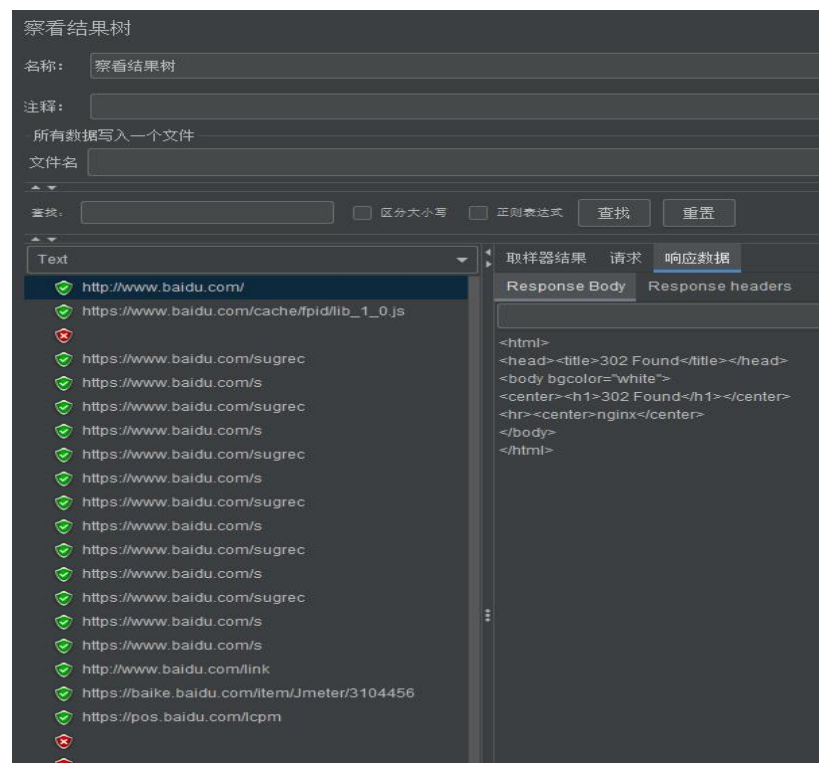 察看结果树
名称： 察看结果树
注释：
所有数据写入一个文件
文件名
查找: 区分大小写 正则表达式 查找 重置
Text
http://www.baidu.com/
https://www.baidu.com/cache/fpid/lib_1_0.js
https://www.baidu.com/sugrec
https://www.baidu.com/s
https://www.baidu.com/sugrec
https://www.baidu.com/s
https://www.baidu.com/sugrec
https://www.baidu.com/s
https://www.baidu.com/sugrec
https://www.baidu.com/s
https://www.baidu.com/sugrec
https://www.baidu.com/s
https://www.baidu.com/sugrec
https://www.baidu.com/s
https://www.baidu.com/s
http://www.baidu.com/link
https://baike.baidu.com/item/Jmeter/3104456
https://pos.baidu.com/lcpm
取样器结果 请求 响应数据
Response Body Response headers
<html>
<head><title>302 Found</title></head>
<body bgcolor="white">
<center><h1>302 Found</h1></center>
<hr><center>nginx</center>
</body>
</html>